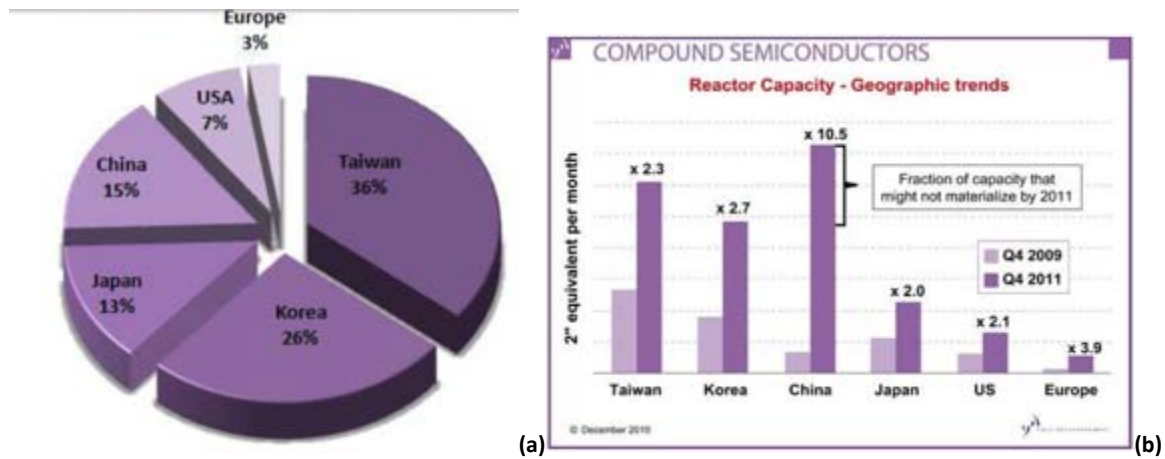 Europe
3%
USA
7%
China
15%
Taiwan
36%
Japan
13%
Korea
26%
(a)
COMPOUND SEMICONDUCTORS
Reactor Capacity - Geographic trends
2" equivalent per month
x 2.3
x 2.7
x 10.5
x 2.0
x 2.1
x 3.9
Fraction of capacity that
might not materialize by 2011
Q4 2009
Q4 2011
Taiwan Korea China Japan US Europe
© December 2010
(b)